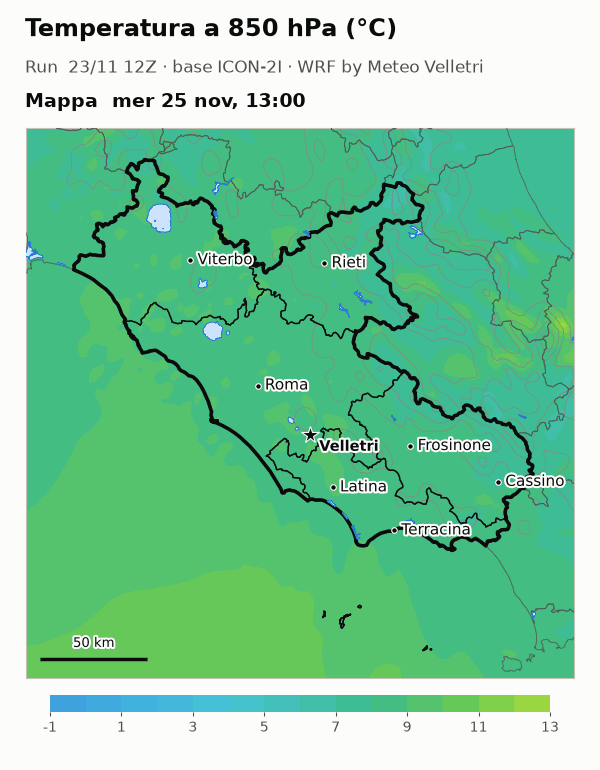 Temperatura a 850 hPa (°C)
Run  23/11 12Z · base ICON-2I · WRF by Meteo Velletri
Mappa  mer 25 nov, 13:00
Viterbo
Rieti
Roma
Velletri
Frosinone
Cassino
Latina
Terracina
50 km
-1 1 3 5 7 9 11 13